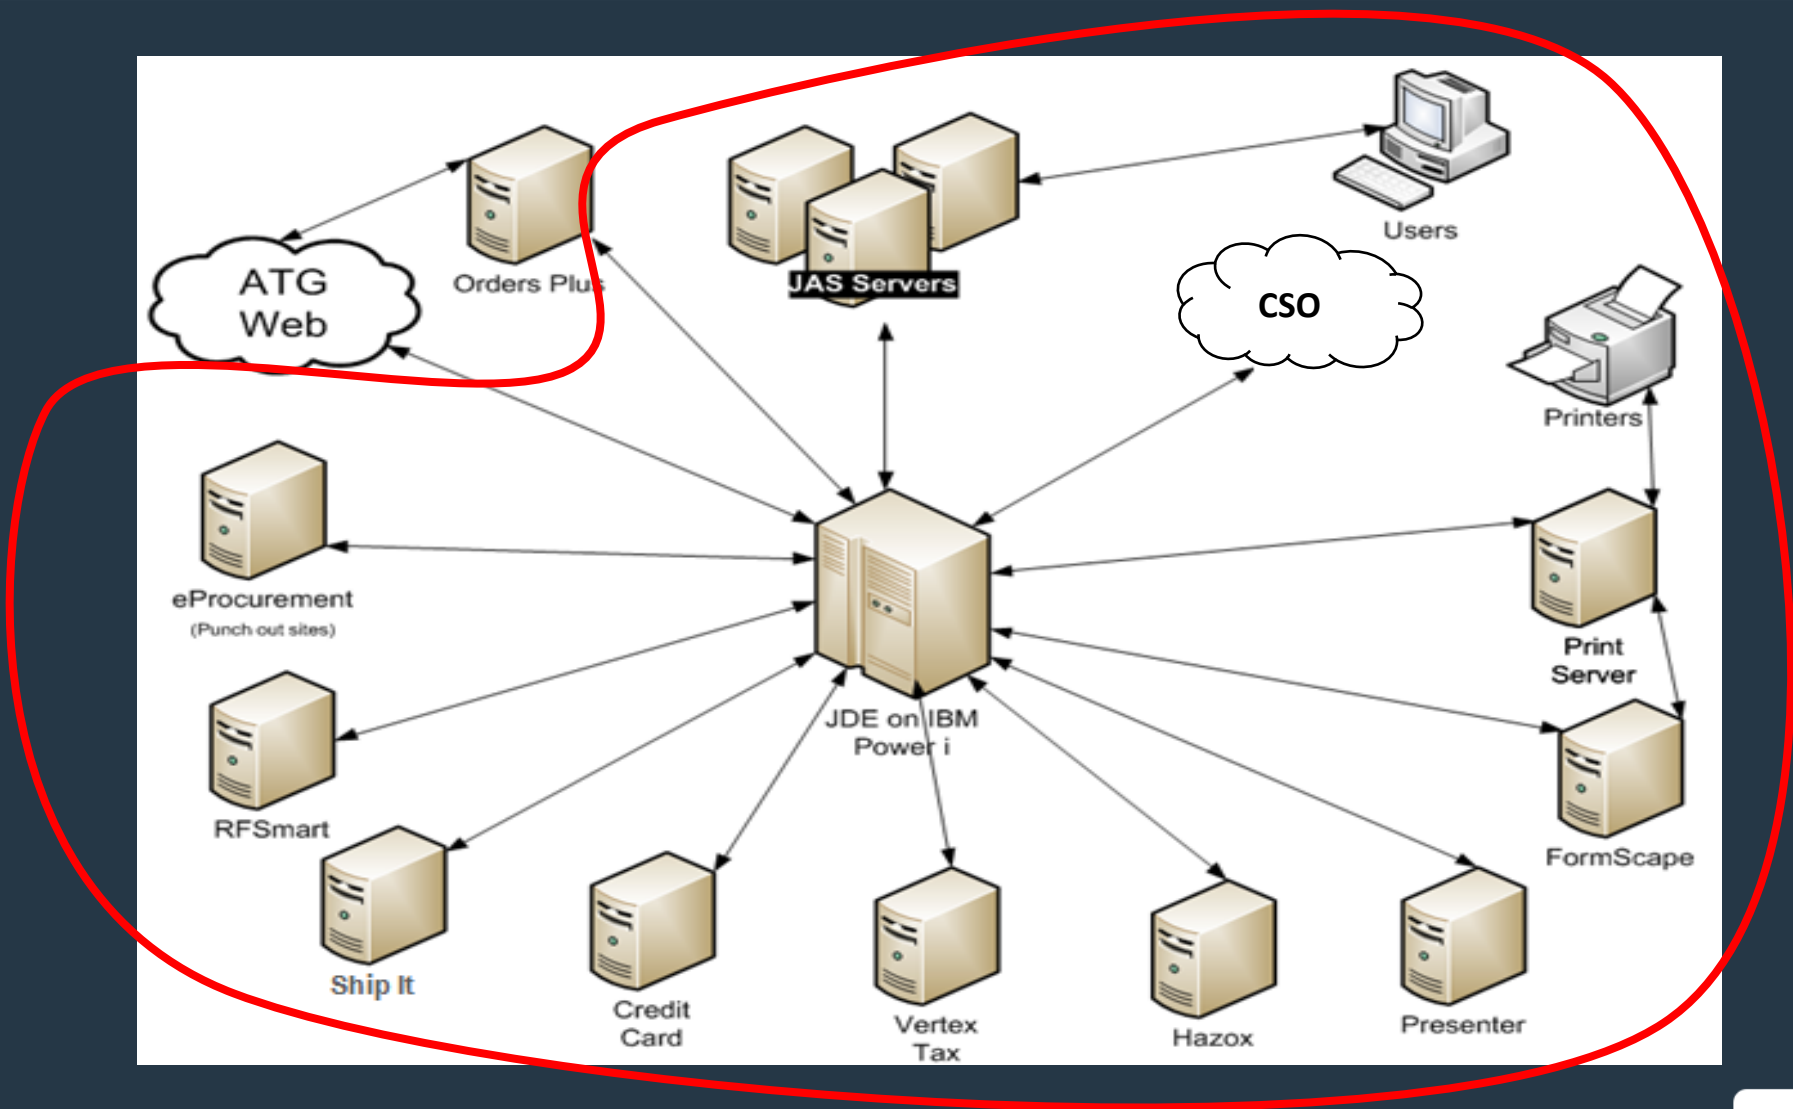 Users
ATG
Web
Orders Plus
JAS Servers
CSO
Printers
eProcurement
(Punch out sites)
Print
Server
JDE on IBM
Power i
RFSmart
FormScape
Ship It
Credit
Card
Vertex
Tax
Hazox
Presenter